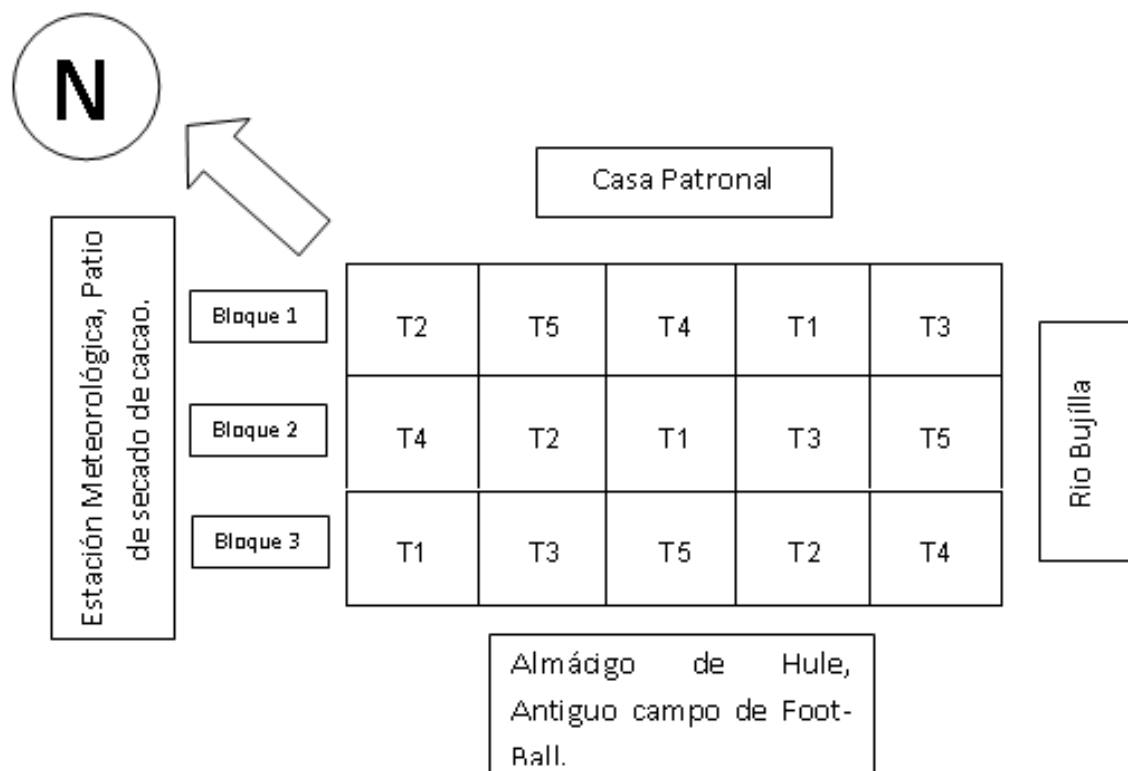 N
Casa Patronal
Estación Meteorológica, Patio
de secado de cacao.
Bloque 1
T2 T5 T4 T1 T3
Bloque 2
T4 T2 T1 T3 T5
Bloque 3
T1 T3 T5 T2 T4
Rio Bujílla
Almácigo de Hule,
Antiguo campo de Foot-
Ball.